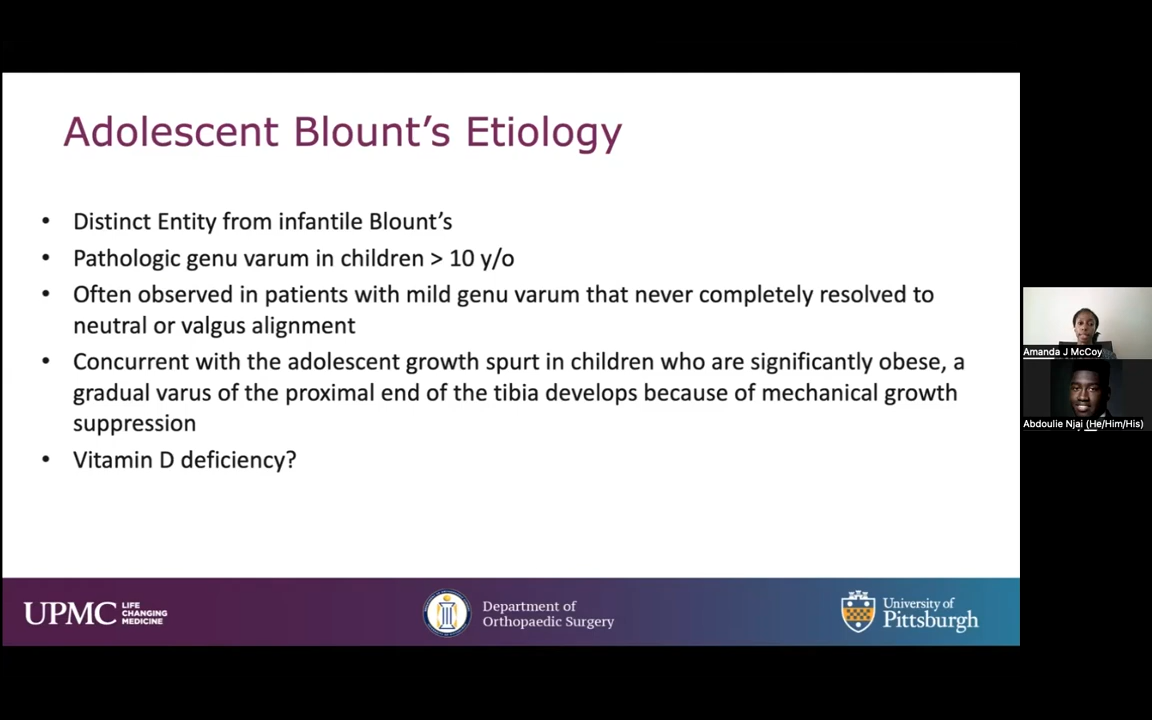 Adolescent Blount's Etiology
• Distinct Entity from infantile Blount's
• Pathologic genu varum in children > 10 y/o
• Often observed in patients with mild genu varum that never completely resolved to
neutral or valgus alignment
• Concurrent with the adolescent growth spurt in children who are significantly obese, a
gradual varus of the proximal end of the tibia develops because of mechanical growth
suppression
• Vitamin D deficiency?
Amanda J McCoy
Abdoulie Njai (He/Him/His)
UPMC
LIFE
CHANGING
MEDICINE
Department of
Orthopaedic Surgery
University of
Pittsburgh